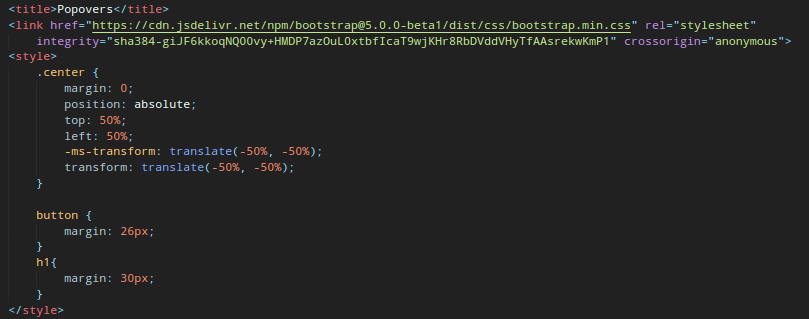 <title>Popovers</title>
<link href="https://cdn.jsdelivr.net/npm/bootstrap@5.0.0-beta1/dist/css/bootstrap.min.css" rel="stylesheet"
integrity="sha384-giJF6kkoqNQ00vy+HMDP7azOuL0xtbfIcaT9wjKHr8RbDVddVHyTfAAsrekwKmP1" crossorigin="anonymous">
<style>
.center {
margin: 0;
position: absolute;
top: 50%;
left: 50%;
-ms-transform: translate(-50%, -50%);
transform: translate(-50%, -50%);
}
button {
margin: 26px;
}
h1{
margin: 30px;
}
</style>